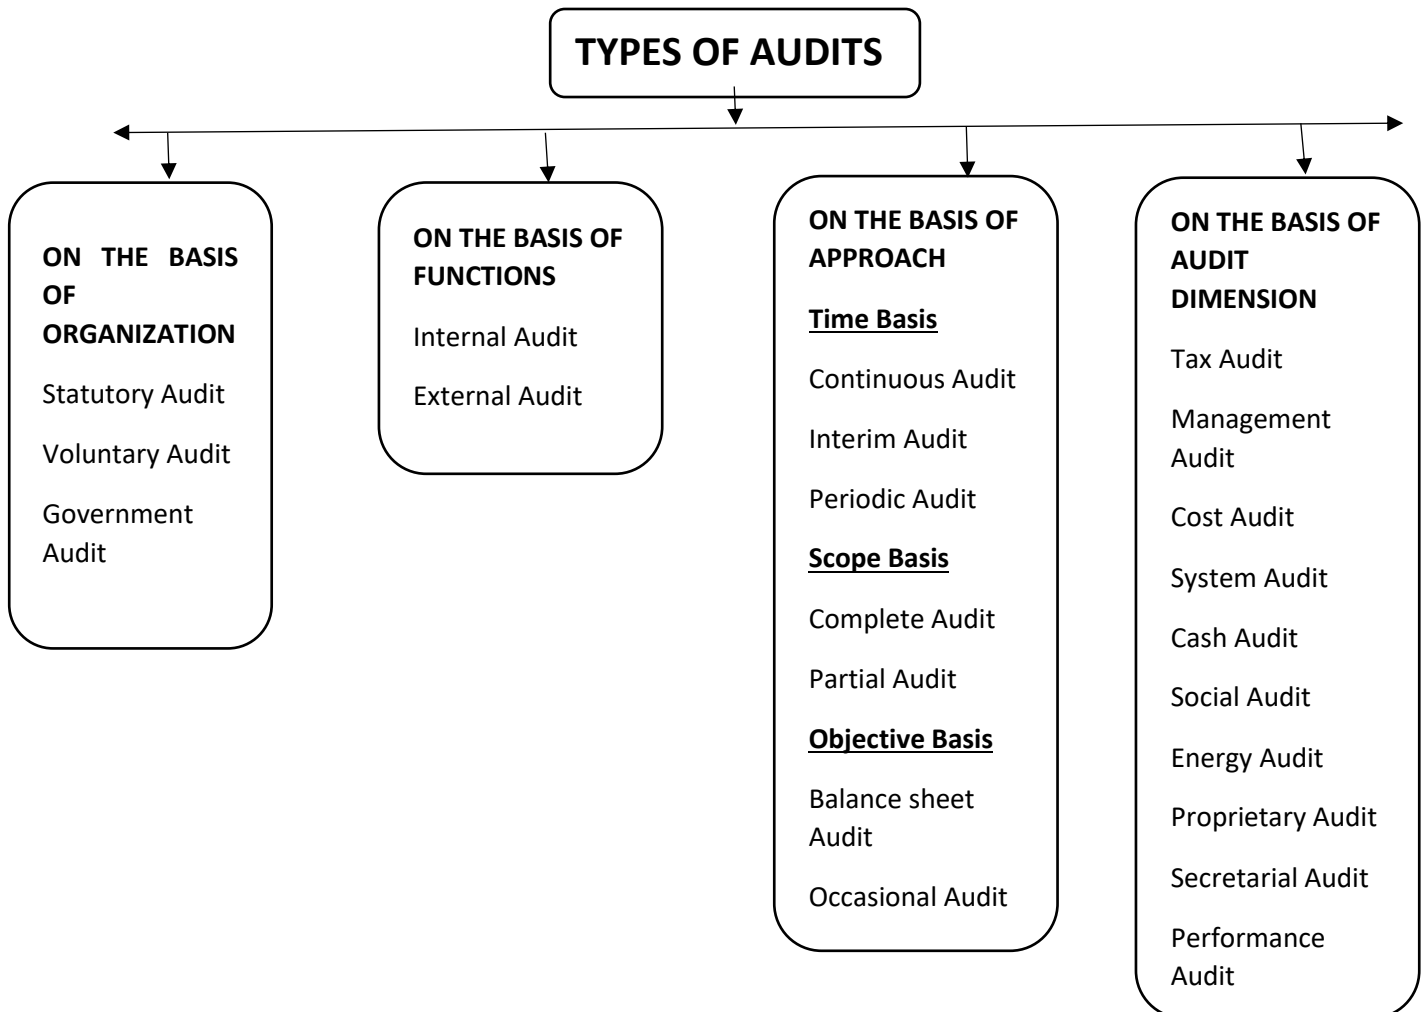 TYPES OF AUDITS
ON THE BASIS
OF
ORGANIZATION
Statutory Audit
Voluntary Audit
Government
Audit
ON THE BASIS OF
FUNCTIONS
Internal Audit
External Audit
ON THE BASIS OF
APPROACH
Time Basis
Continuous Audit
Interim Audit
Periodic Audit
Scope Basis
Complete Audit
Partial Audit
Objective Basis
Balance sheet
Audit
Occasional Audit
ON THE BASIS OF
AUDIT
DIMENSION
Tax Audit
Management
Audit
Cost Audit
System Audit
Cash Audit
Social Audit
Energy Audit
Proprietary Audit
Secretarial Audit
Performance
Audit